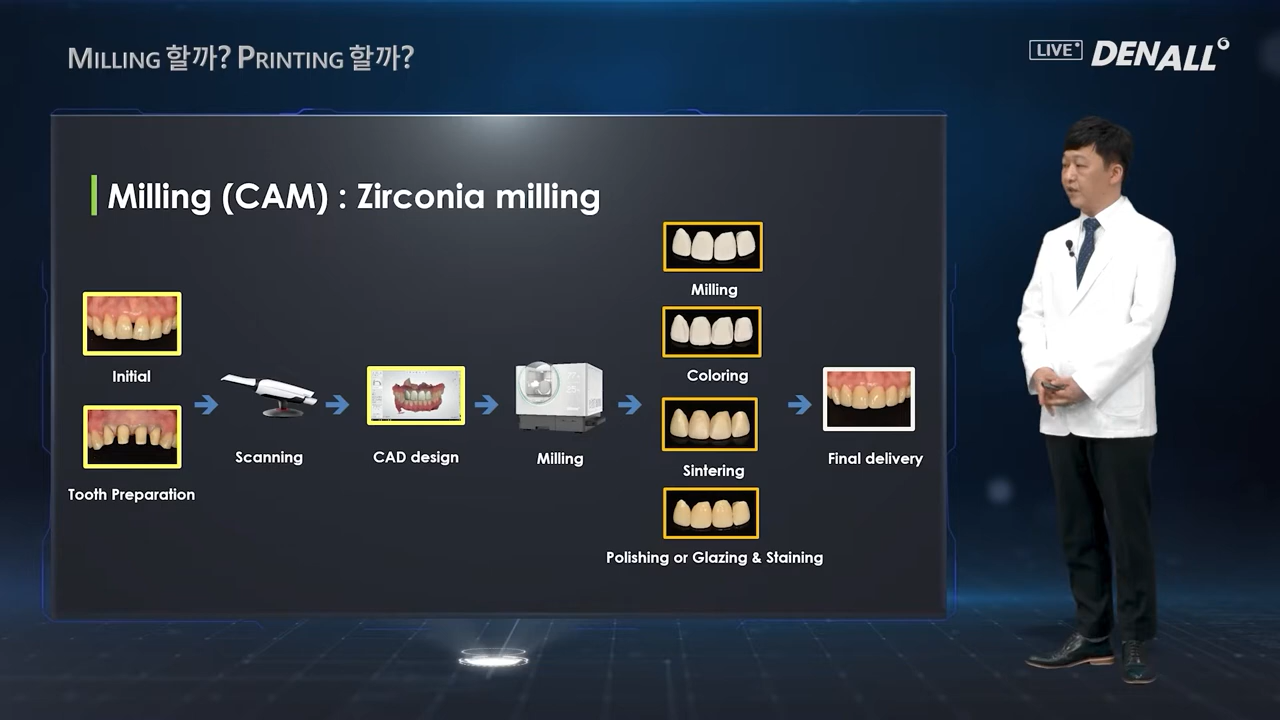 MILLING 할까? PRINTING 할까?
LIVE
DENALL
Milling (CAM) : Zirconia milling
Initial
Tooth Preparation
Scanning
CAD design
Milling
Milling
Coloring
Sintering
Polishing or Glazing & Staining
Final delivery